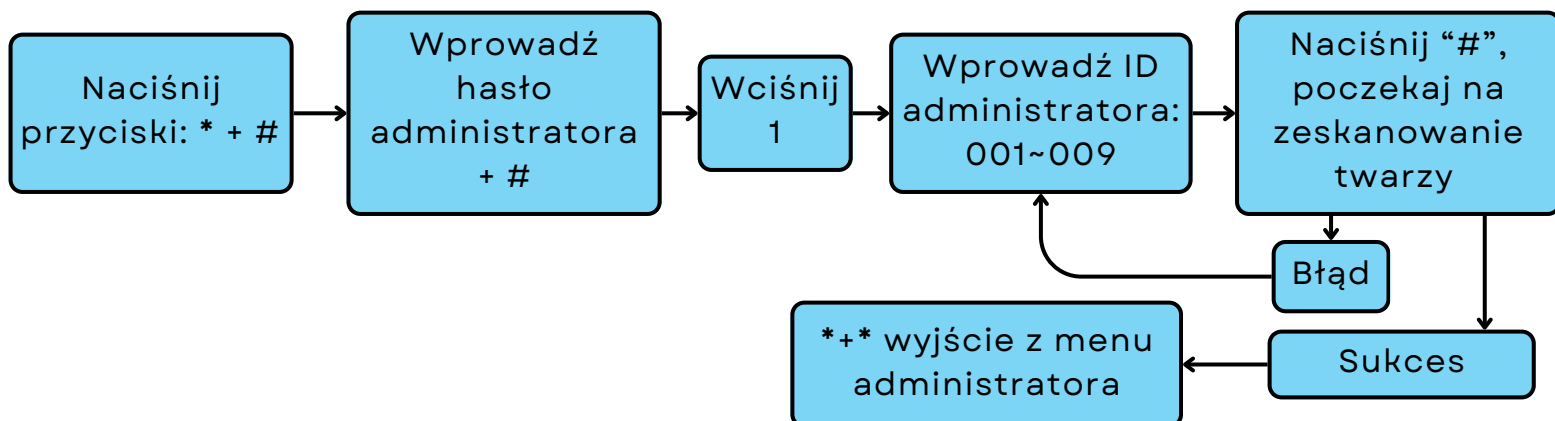 Naciśnij
przyciski: * + #
Wprowadź
hasło
administratora
+ #
Wciśnij
1
Wprowadź ID
administratora:
001~009
Naciśnij “#”,
poczekaj na
zeskanowanie
twarzy
Błąd
Sukces
*+* wyjście z menu
administratora